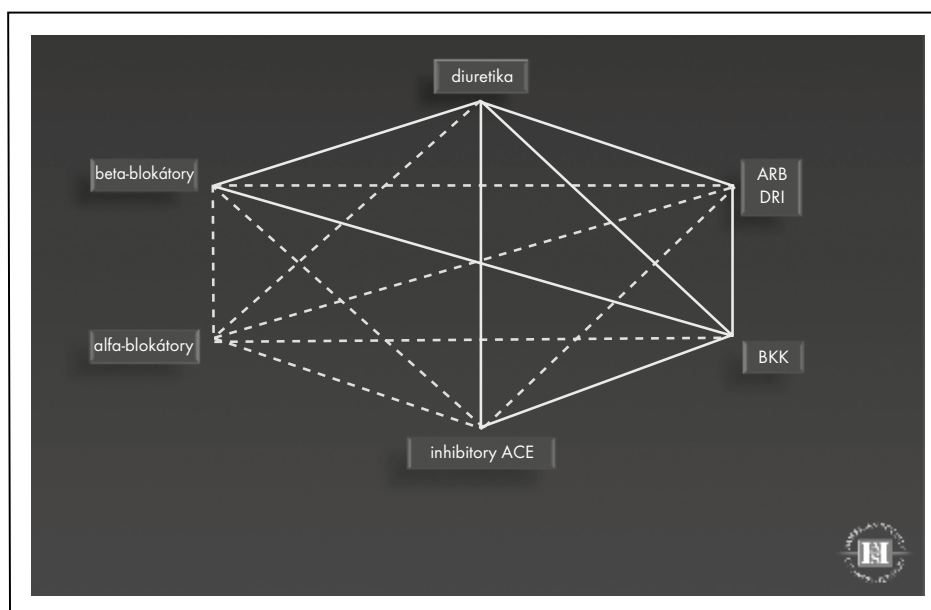 diuretika
beta-blokátory
ARB
DRI
alfa-blokátory
BKK
inhibitory ACE